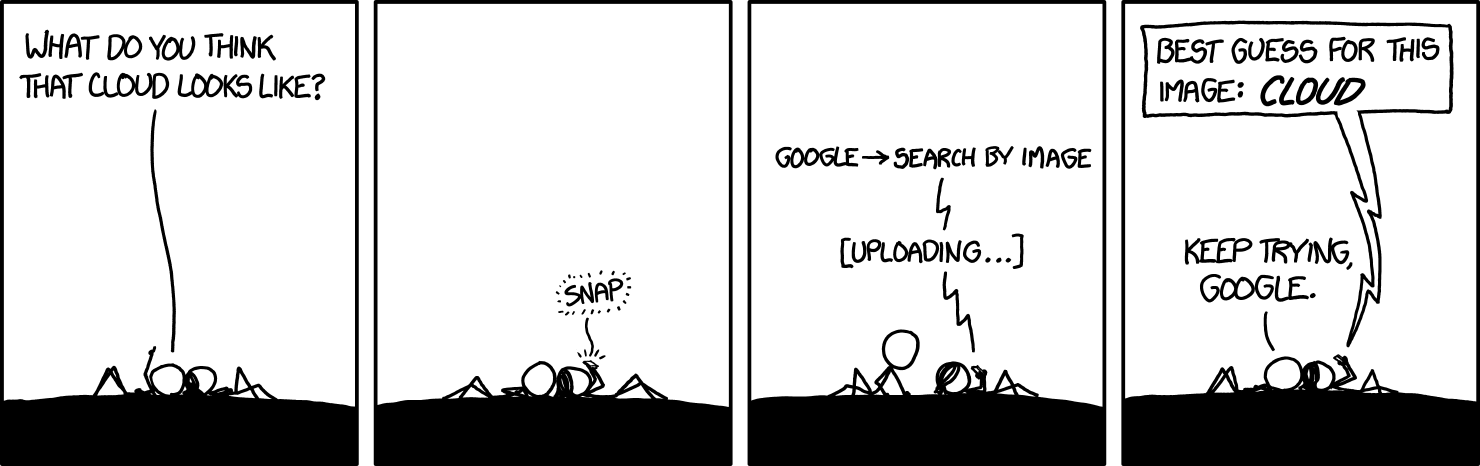 WHAT DO YOU THINK
THAT CLOUD LOOKS LIKE?
SNAP
GOOGLE→SEARCH BY IMAGE
[UPLOADING...]
BEST GUESS FOR THIS
IMAGE: CLOUD
KEEP TRYING,
GOOGLE.